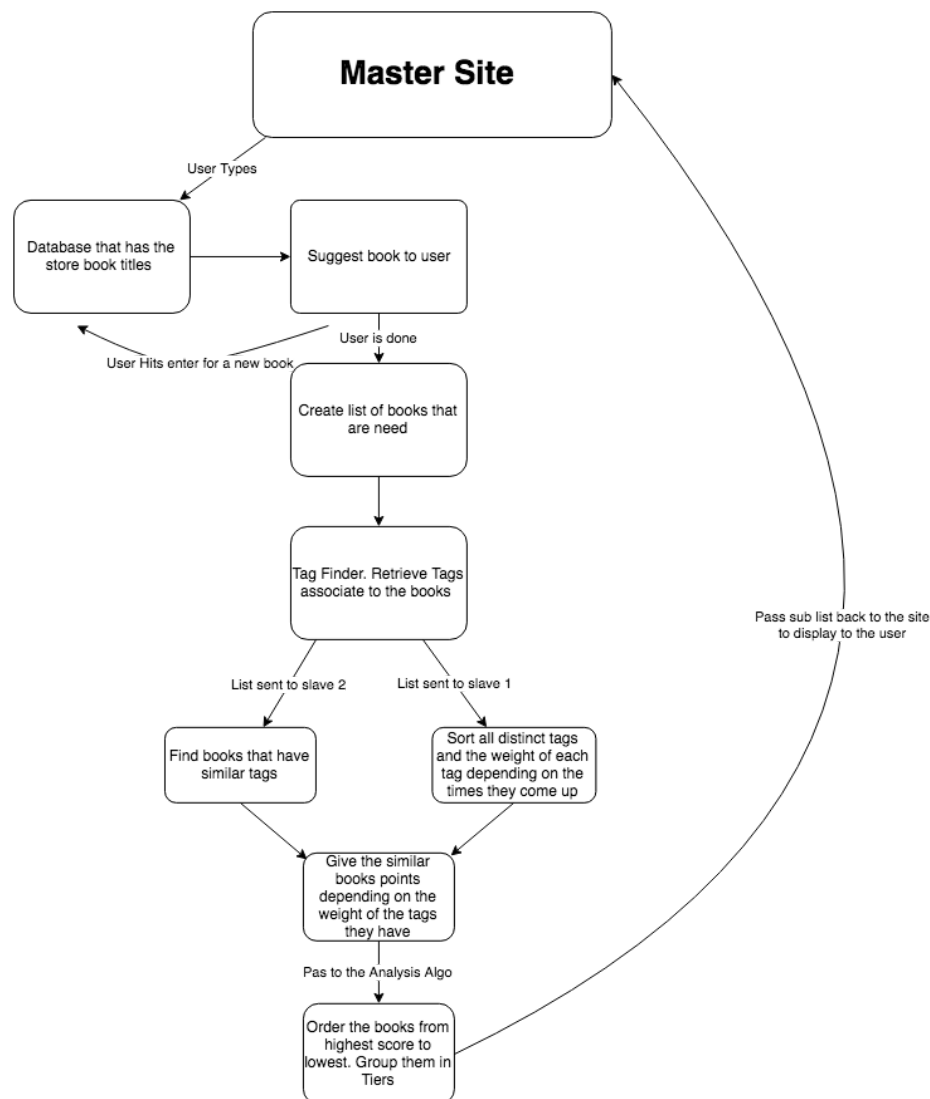 Master Site
User Types
Database that has the
store book titles
Suggest book to user
User is done
User Hits enter for a new book
Create list of books that
are need
Tag Finder. Retrieve Tags
associate to the books
Pass sub list back to the site
to display to the user
List sent to slave 2
List sent to slave 1
Find books that have
similar tags
Sort all distinct tags
and the weight of each
tag depending on the
times they come up
Give the similar
books points
depending on the
weight of the tags
they have
Pas to the Analysis Algo
Order the books from
highest score to
lowest. Group them in
Tiers